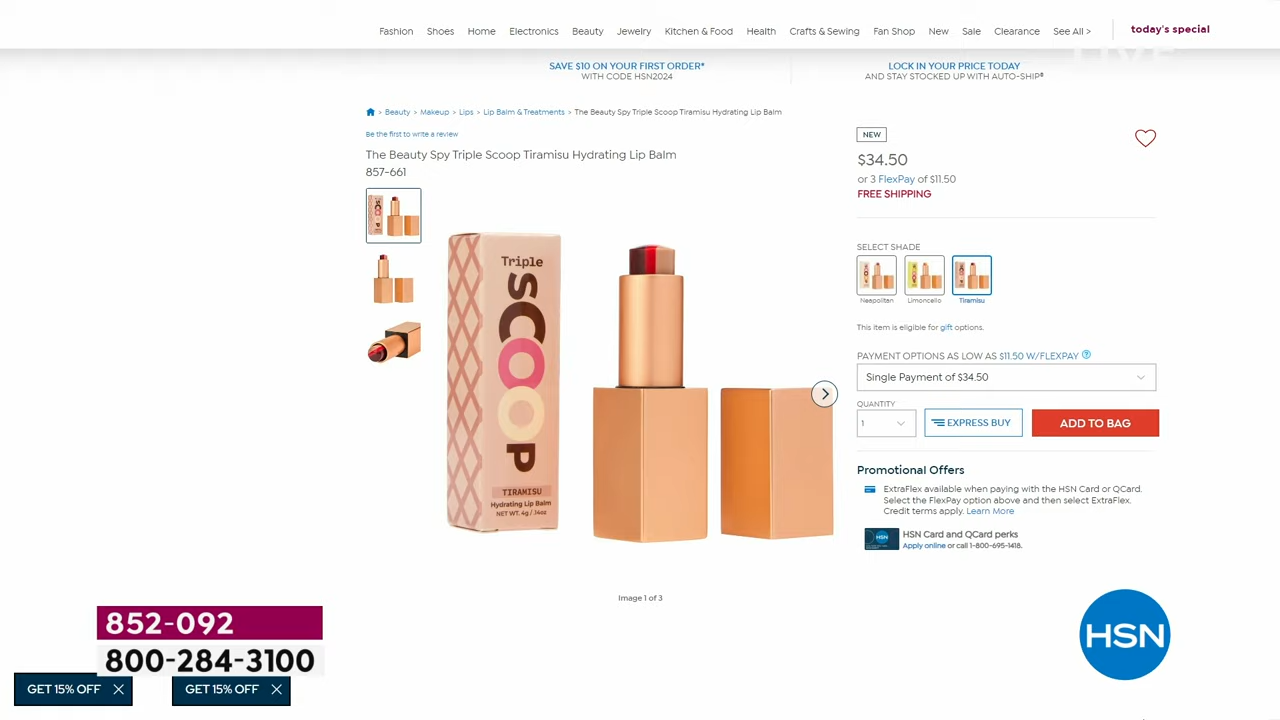 Fashion Shoes Home Electronics Beauty Jewelry Kitchen & Food Health Crafts & Sewing Fan Shop New Sale Clearance See All > today's special
LIVE
SAVE $10 ON YOUR FIRST ORDER*
WITH CODE HSN2024
LOCK IN YOUR PRICE TODAY
AND STAY STOCKED UP WITH AUTO-SHIP®
> Beauty > Makeup > Lips > Lip Balm & Treatments > The Beauty Spy Triple Scoop Tiramisu Hydrating Lip Balm
Be the first to write a review
The Beauty Spy Triple Scoop Tiramisu Hydrating Lip Balm
857-661
Triple
SCOOP
TIRAMISU
Hydrating Lip Balm
NET WT. 4g / .14oz
Image 1 of 3
NEW
$34.50
or 3 FlexPay of $11.50
FREE SHIPPING
SELECT SHADE
Neapolitan Limoncello Tiramisu
This item is eligible for gift options.
PAYMENT OPTIONS AS LOW AS $11.50 W/FLEXPAY ?
Single Payment of $34.50
QUANTITY
1 EXPRESS BUY ADD TO BAG
Promotional Offers
ExtraFlex available when paying with the HSN Card or QCard.
Select the FlexPay option above and then select ExtraFlex.
Credit terms apply. Learn More
HSN Card and QCard perks
Apply online or call 1-800-695-1418.
852-092
800-284-3100
GET 15% OFF GET 15% OFF
HSN